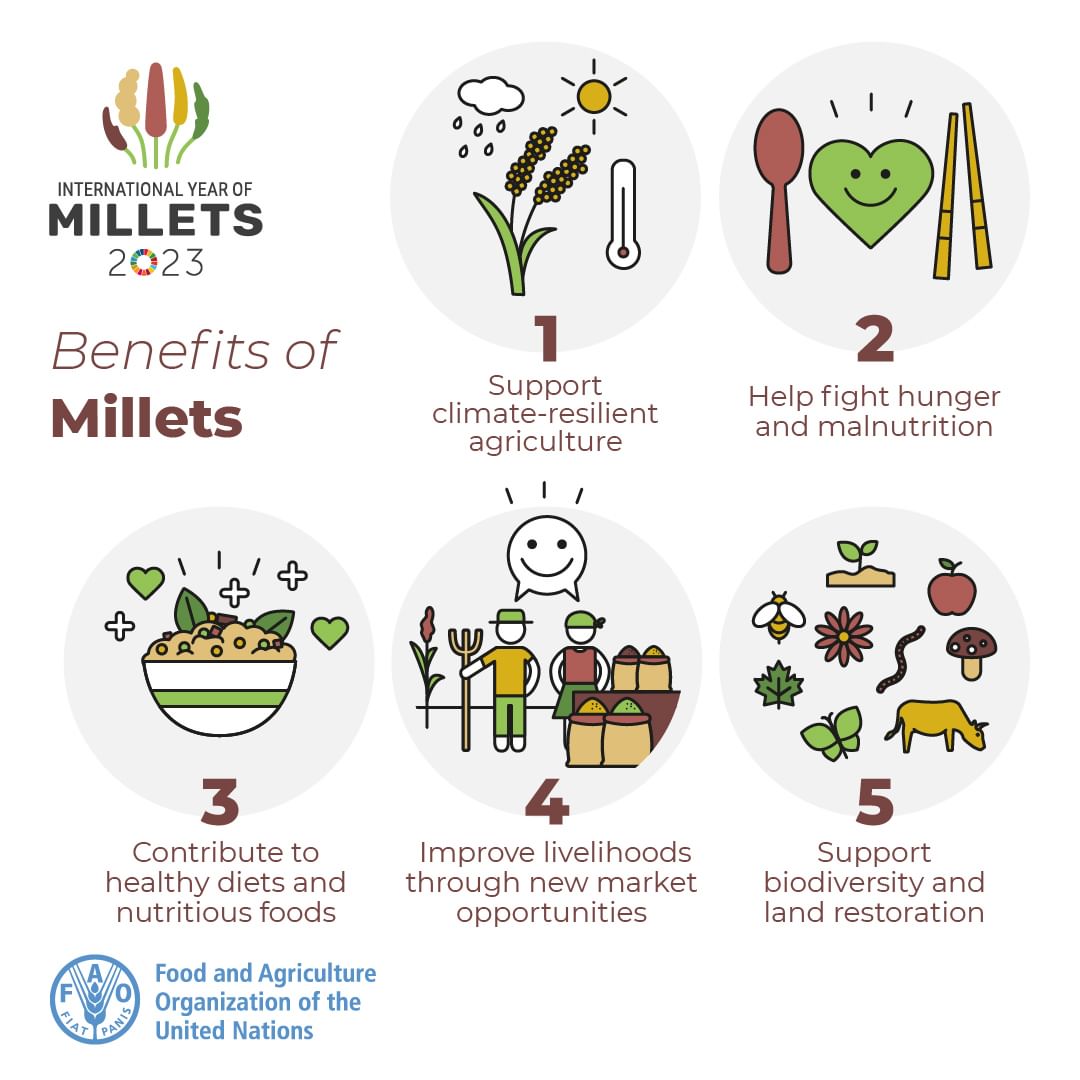 INTERNATIONAL YEAR OF
MILLETS
2023
Benefits of
Millets
1
Support
climate-resilient
agriculture
2
Help fight hunger
and malnutrition
3
Contribute to
healthy diets and
nutritious foods
4
Improve livelihoods
through new market
opportunities
5
Support
biodiversity and
land restoration
F A O
FIAT PANIS
Food and Agriculture
Organization of the
United Nations